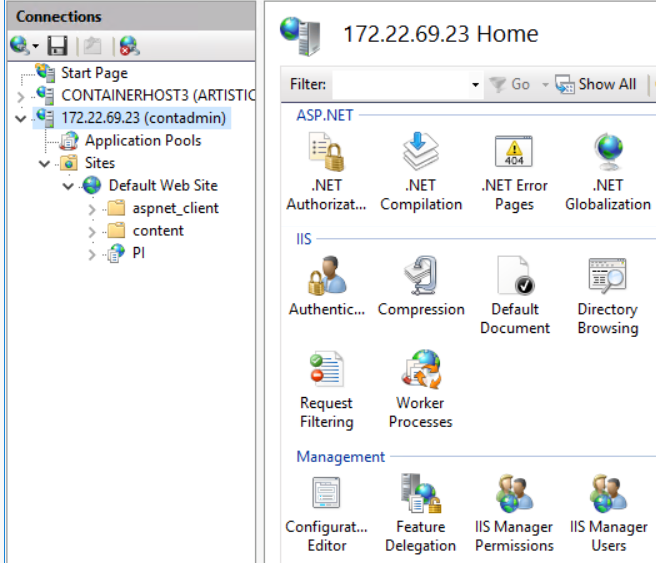 Connections
Start Page
CONTAINERHOST3 (ARTISTIC
172.22.69.23 (contadmin)
Application Pools
Sites
Default Web Site
aspnet_client
content
PI
172.22.69.23 Home
Filter:
Go
Show All
ASP.NET
.NET Authorizat...
.NET Compilation
404
.NET Error Pages
.NET Globalization
IIS
Authentic...
Compression
Default Document
Directory Browsing
Request Filtering
Worker Processes
Management
Configurat... Editor
Feature Delegation
IIS Manager Permissions
IIS Manager Users